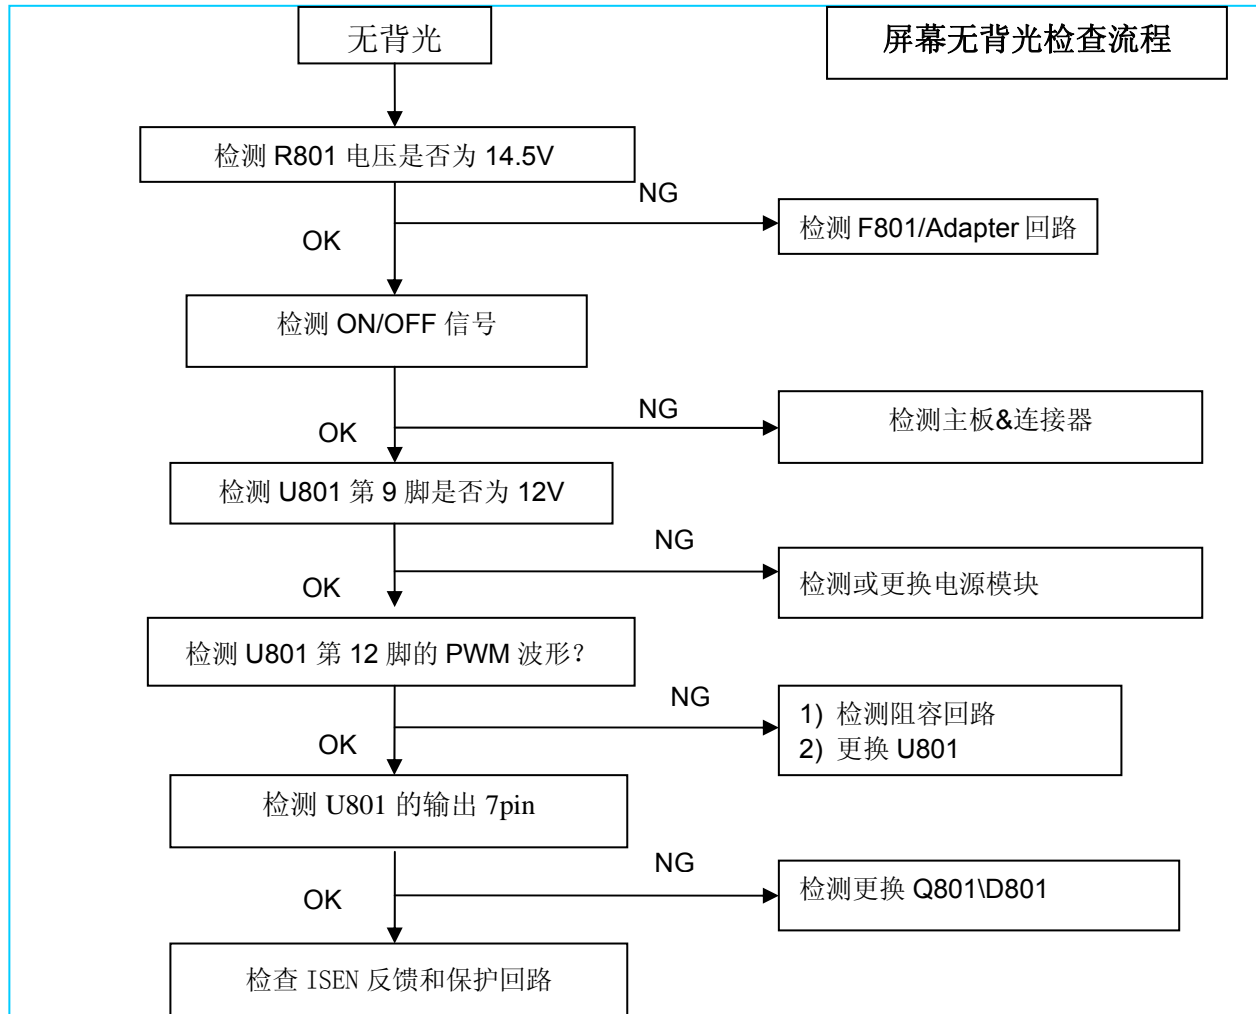 无背光
屏幕无背光检查流程
检测 R801 电压是否为 14.5V
NG
检测 F801/Adapter 回路
OK
检测 ON/OFF 信号
NG
检测主板&连接器
OK
检测 U801 第 9 脚是否为 12V
NG
检测或更换电源模块
OK
检测 U801 第 12 脚的 PWM 波形？
NG
1) 检测阻容回路
2) 更换 U801
OK
检测 U801 的输出 7pin
NG
检测更换 Q801\D801
OK
检查 ISEN 反馈和保护回路